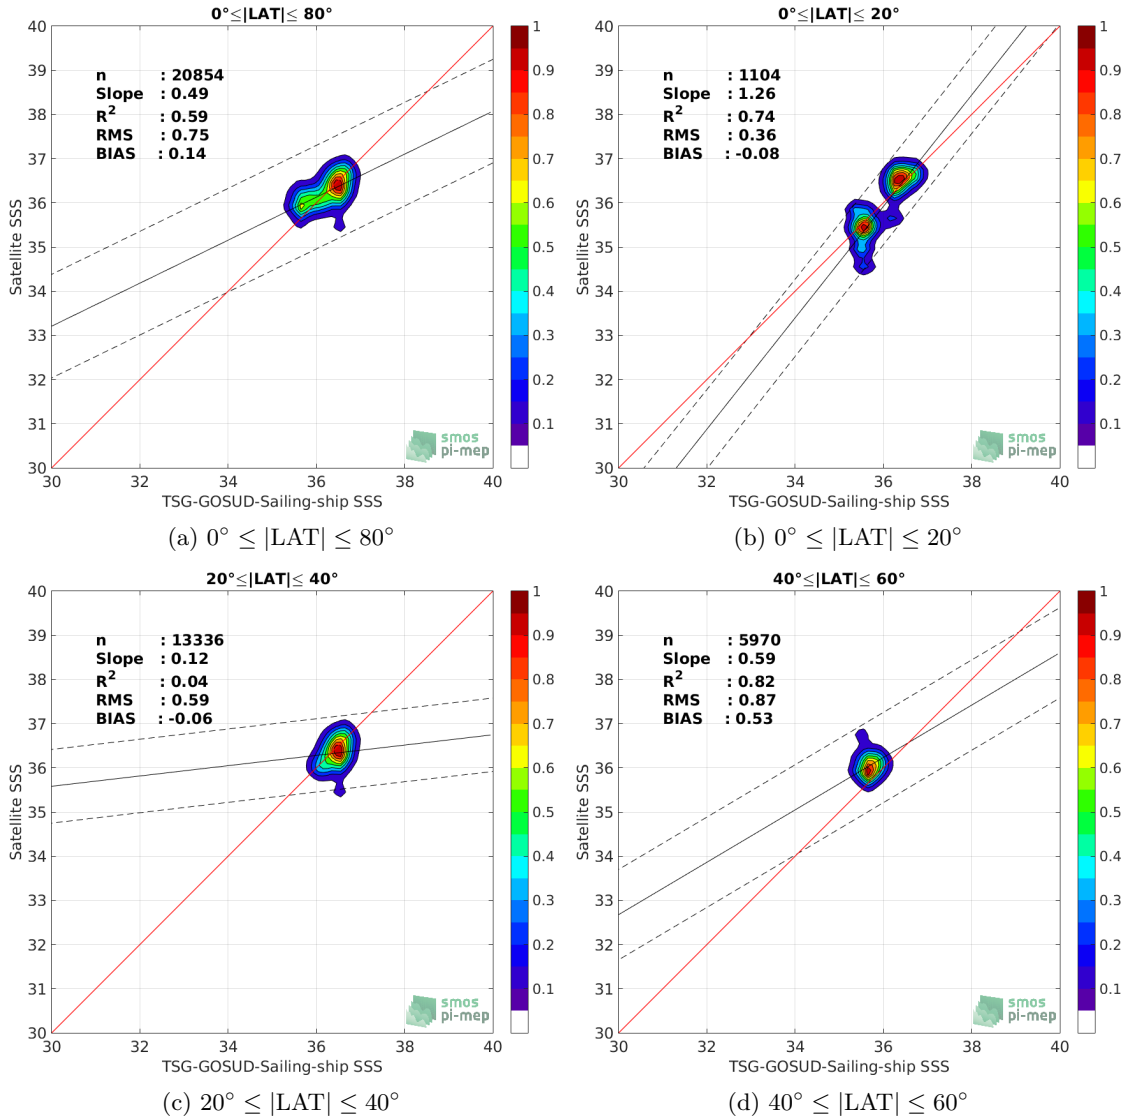 0°≤|LAT|≤ 80°
40
39
38
37
36
35
34
33
32
31
30
Satellite SSS
n : 20854
Slope : 0.49
R² : 0.59
RMS : 0.75
BIAS : 0.14
smos
pi-mep
30 32 34 36 38 40
TSG-GOSUD-Sailing-ship SSS
1
0.9
0.8
0.7
0.6
0.5
0.4
0.3
0.2
0.1
(a) 0° ≤ |LAT| ≤ 80°
0°≤|LAT|≤ 20°
40
39
38
37
36
35
34
33
32
31
30
Satellite SSS
n : 1104
Slope : 1.26
R² : 0.74
RMS : 0.36
BIAS : -0.08
smos
pi-mep
30 32 34 36 38 40
TSG-GOSUD-Sailing-ship SSS
1
0.9
0.8
0.7
0.6
0.5
0.4
0.3
0.2
0.1
(b) 0° ≤ |LAT| ≤ 20°
20°≤|LAT|≤ 40°
40
39
38
37
36
35
34
33
32
31
30
Satellite SSS
n : 13336
Slope : 0.12
R² : 0.04
RMS : 0.59
BIAS : -0.06
smos
pi-mep
30 32 34 36 38 40
TSG-GOSUD-Sailing-ship SSS
1
0.9
0.8
0.7
0.6
0.5
0.4
0.3
0.2
0.1
(c) 20° ≤ |LAT| ≤ 40°
40°≤|LAT|≤ 60°
40
39
38
37
36
35
34
33
32
31
30
Satellite SSS
n : 5970
Slope : 0.59
R² : 0.82
RMS : 0.87
BIAS : 0.53
smos
pi-mep
30 32 34 36 38 40
TSG-GOSUD-Sailing-ship SSS
1
0.9
0.8
0.7
0.6
0.5
0.4
0.3
0.2
0.1
(d) 40° ≤ |LAT| ≤ 60°